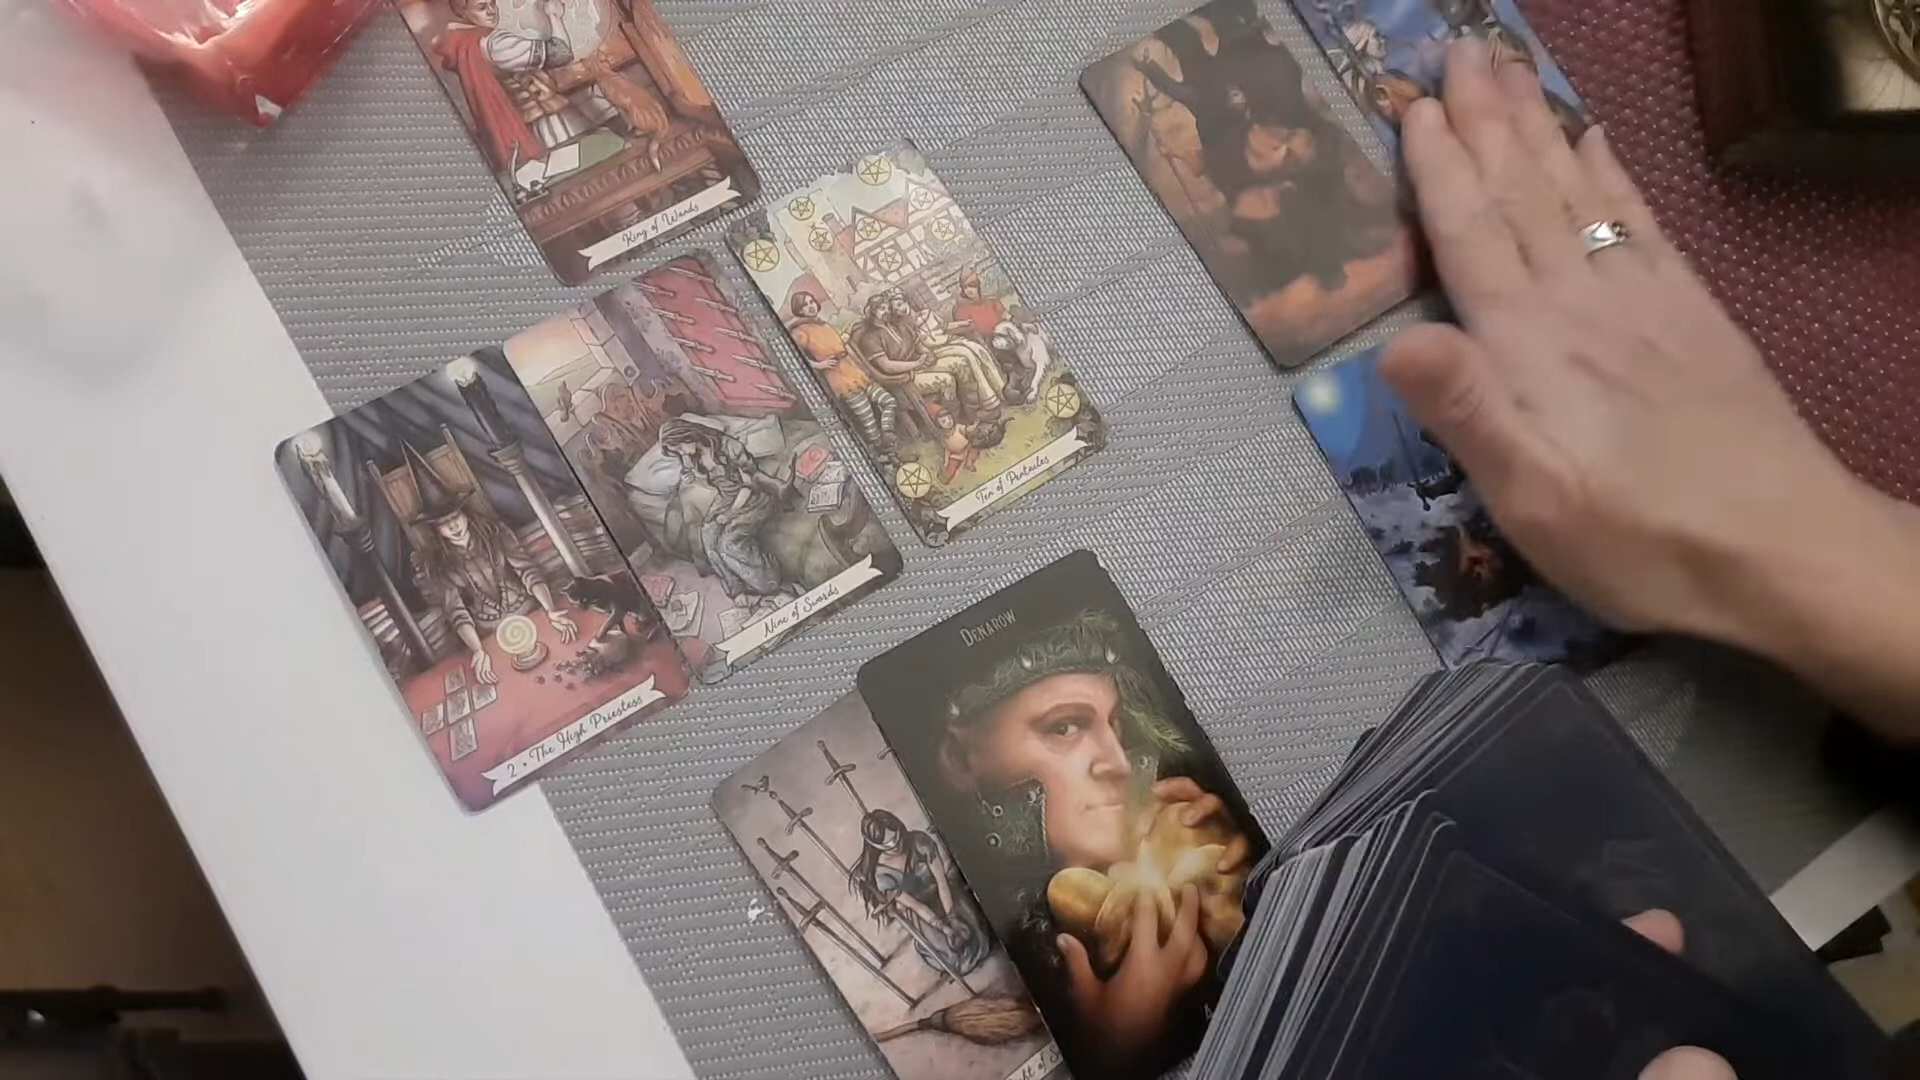 King of Wands
Ten of Pentacles
Nine of Swords
2 • The High Priestess
DENAROW